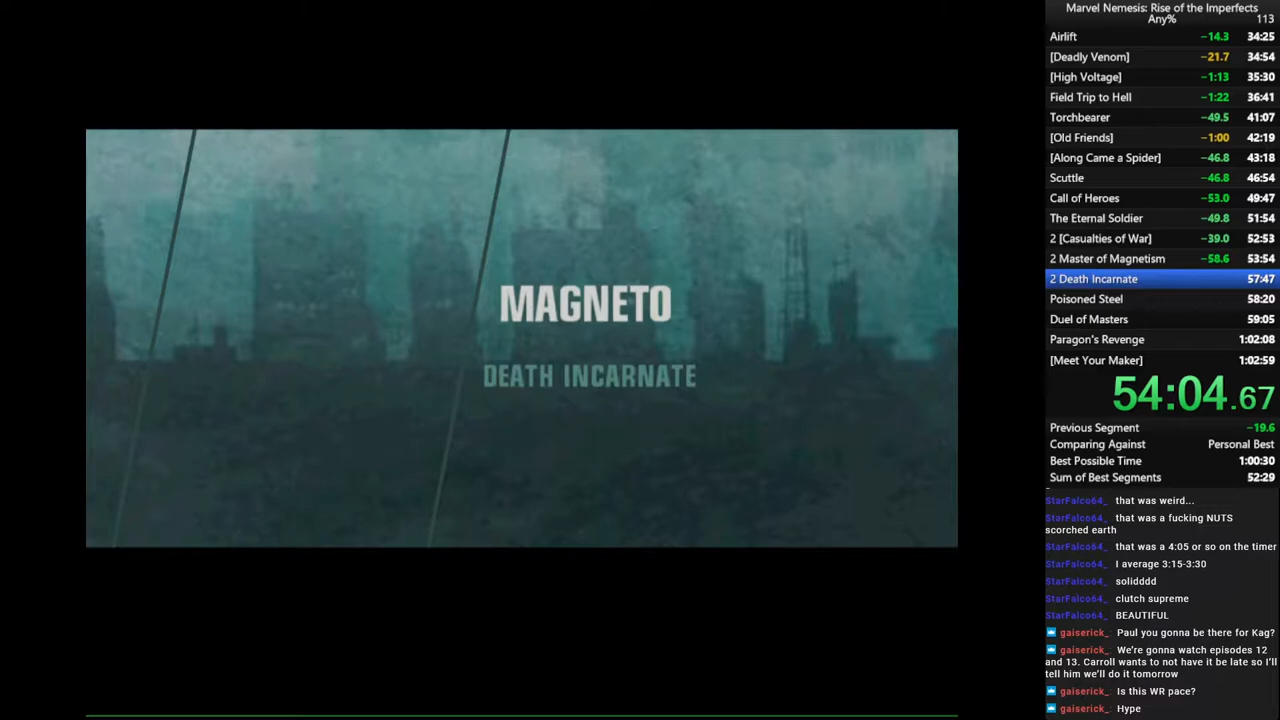 MAGNETO
DEATH INCARNATE
Marvel Nemesis: Rise of the Imperfects
Any% 113
Airlift −14.3 34:25
[Deadly Venom] −21.7 34:54
[High Voltage] −1:13 35:30
Field Trip to Hell −1:22 36:41
Torchbearer −49.5 41:07
[Old Friends] −1:00 42:19
[Along Came a Spider] −46.8 43:18
Scuttle −46.8 46:54
Call of Heroes −53.0 49:47
The Eternal Soldier −49.8 51:54
2 [Casualties of War] −39.0 52:53
2 Master of Magnetism −58.6 53:54
2 Death Incarnate 57:47
Poisoned Steel 58:20
Duel of Masters 59:05
Paragon's Revenge 1:02:08
[Meet Your Maker] 1:02:59
54:04.67
Previous Segment −19.6
Comparing Against Personal Best
Best Possible Time 1:00:30
Sum of Best Segments 52:29
StarFalco64_ that was weird...
StarFalco64_ that was a fucking NUTS
scorched earth
StarFalco64_ that was a 4:05 or so on the timer
StarFalco64_ I average 3:15-3:30
StarFalco64_ solidddd
StarFalco64_ clutch supreme
StarFalco64_ BEAUTIFUL
gaiserick_: Paul you gonna be there for Kag?
gaiserick_: We're gonna watch episodes 12
and 13. Carroll wants to not have it be late so I'll
tell him we'll do it tomorrow
gaiserick_: Is this WR pace?
gaiserick_: Hype